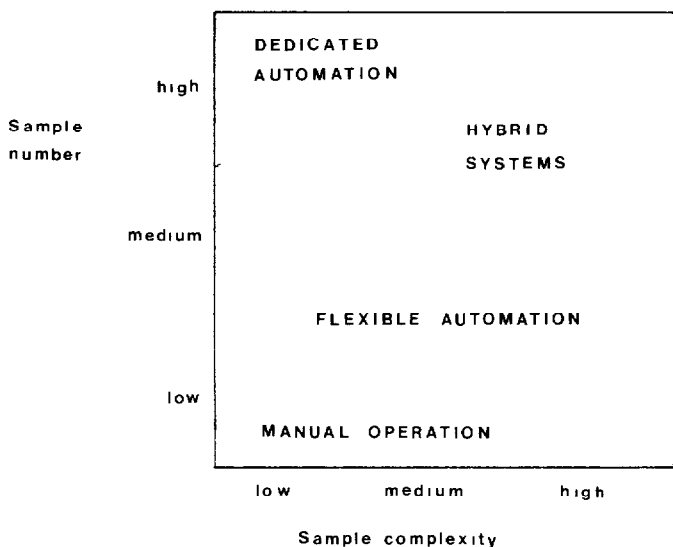 DEDICATED
AUTOMATION
high
Sample
number
HYBRID
SYSTEMS
medium
FLEXIBLE AUTOMATION
low
MANUAL OPERATION
low medium high
Sample complexity